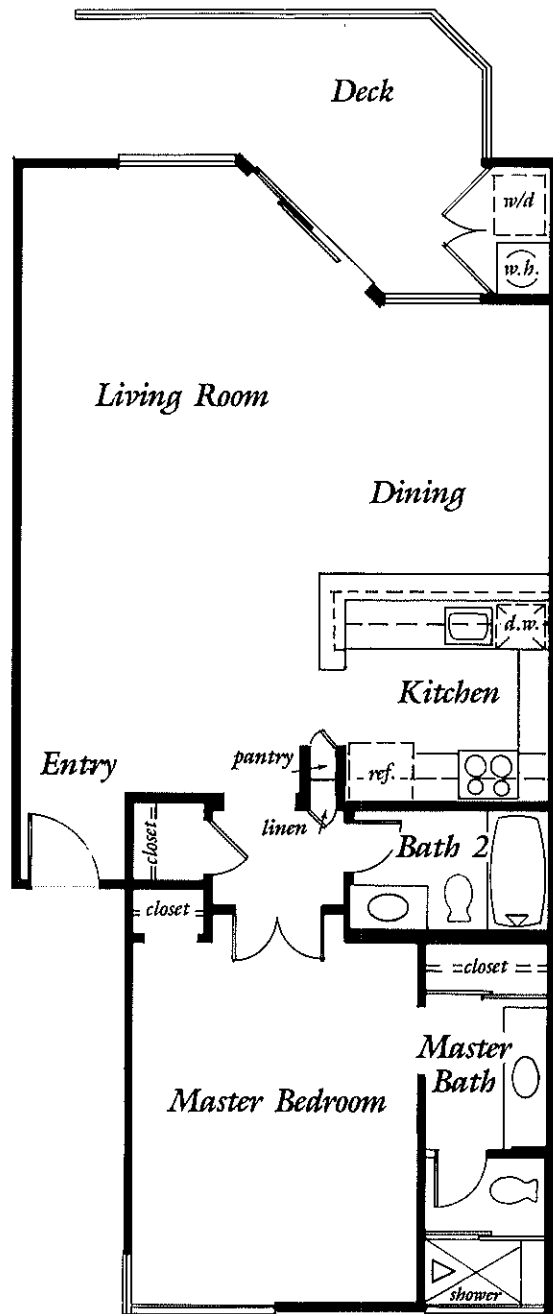 Deck
w/d
w.h.
Living Room
Dining
d.w.
Kitchen
pantry
ref.
Entry
linen
closet
Bath 2
closet
closet
Master
Bath
Master Bedroom
shower